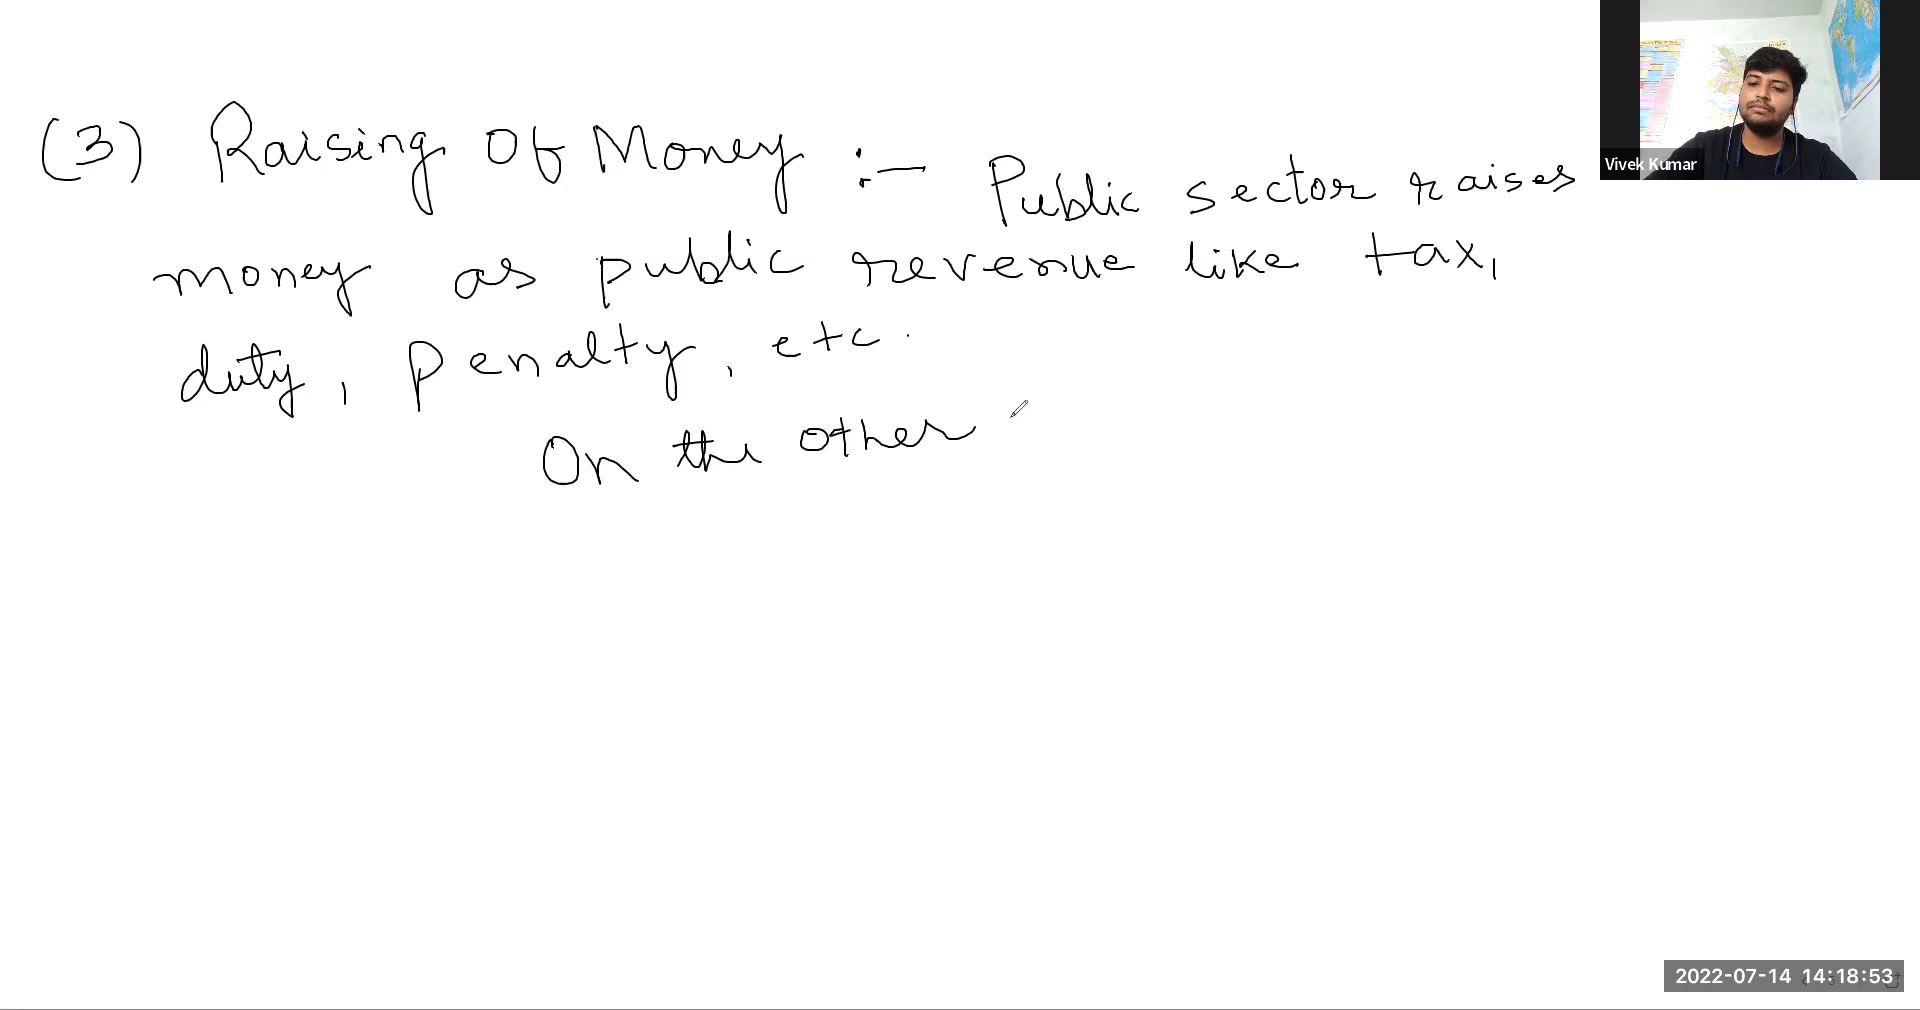 (3) Raising Of Money :- Public sector raises
money as public revenue like tax,
duty, Penalty, etc.
On the other
Vivek Kumar
2022-07-14 14:18:53